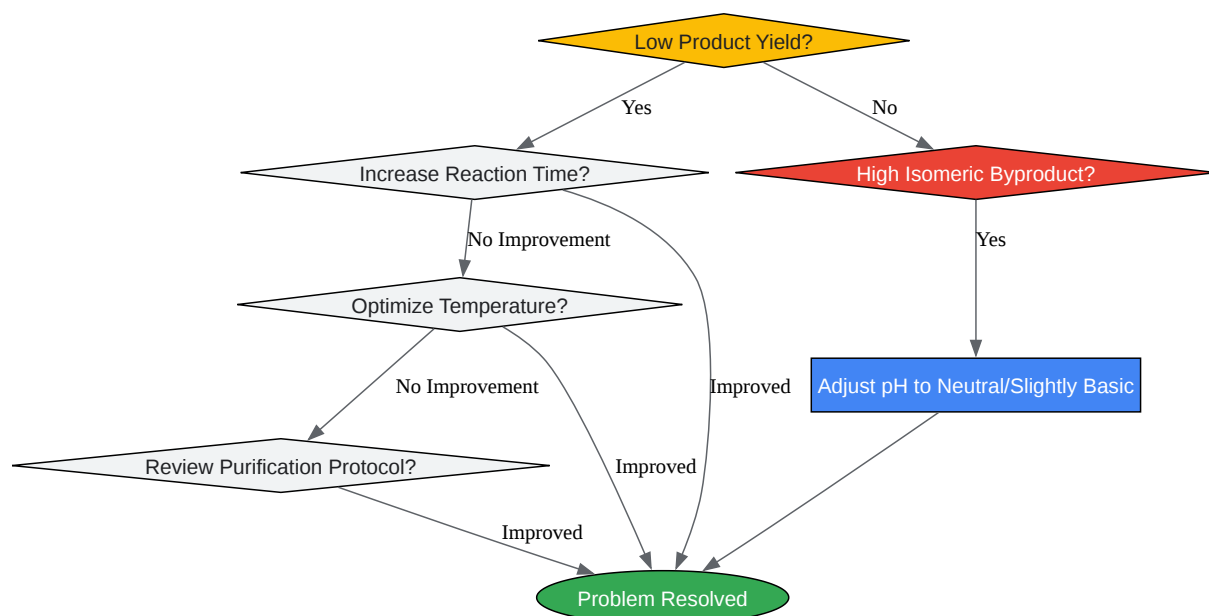 Low Product Yield?
Yes
No
Increase Reaction Time?
High Isomeric Byproduct?
No Improvement
Yes
Optimize Temperature?
No Improvement
Improved
Adjust pH to Neutral/Slightly Basic
Review Purification Protocol?
Improved
Improved
Problem Resolved